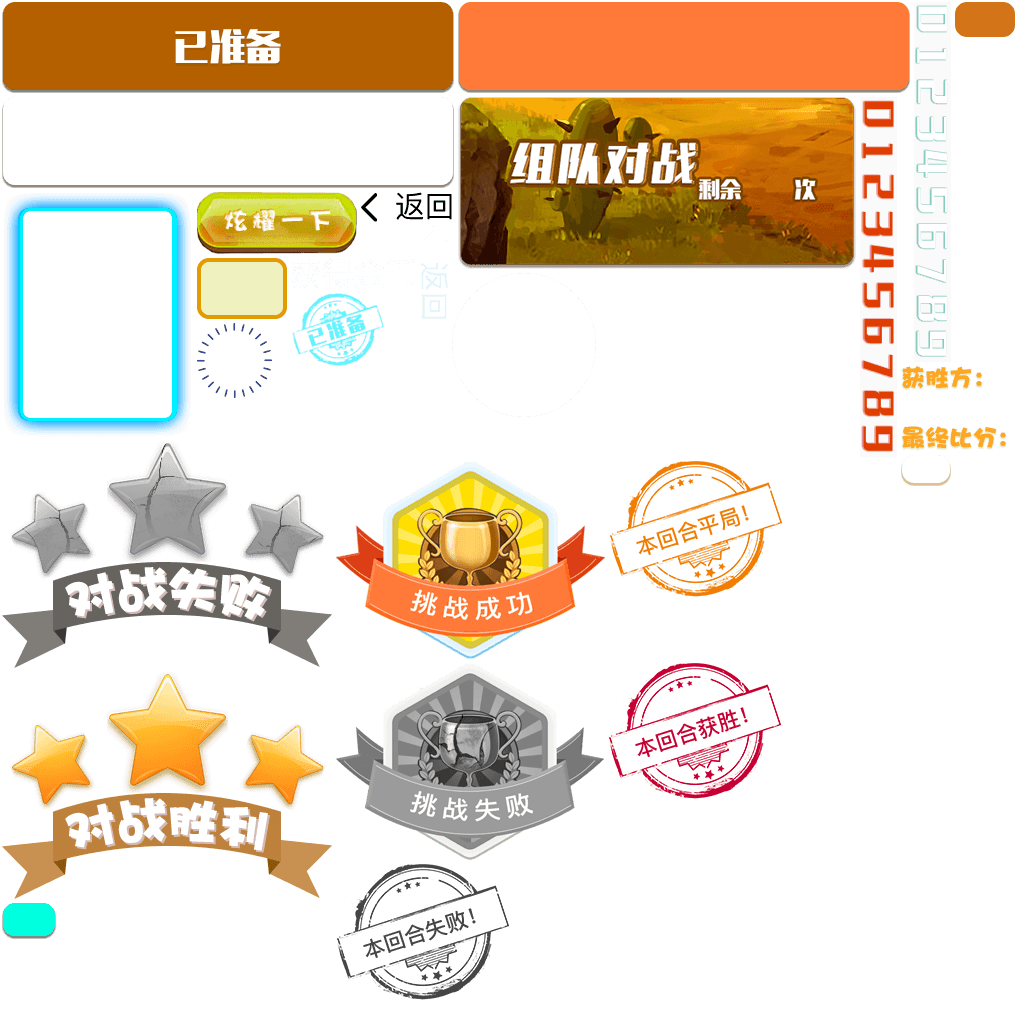 已准备
组队对战
剩余 次
0123456789
0123456789
炫耀一下
返回
返回
已准备
获胜方：
最终比分：
对战失败
挑战成功
本回合平局！
对战胜利
挑战失败
本回合获胜！
本回合失败！